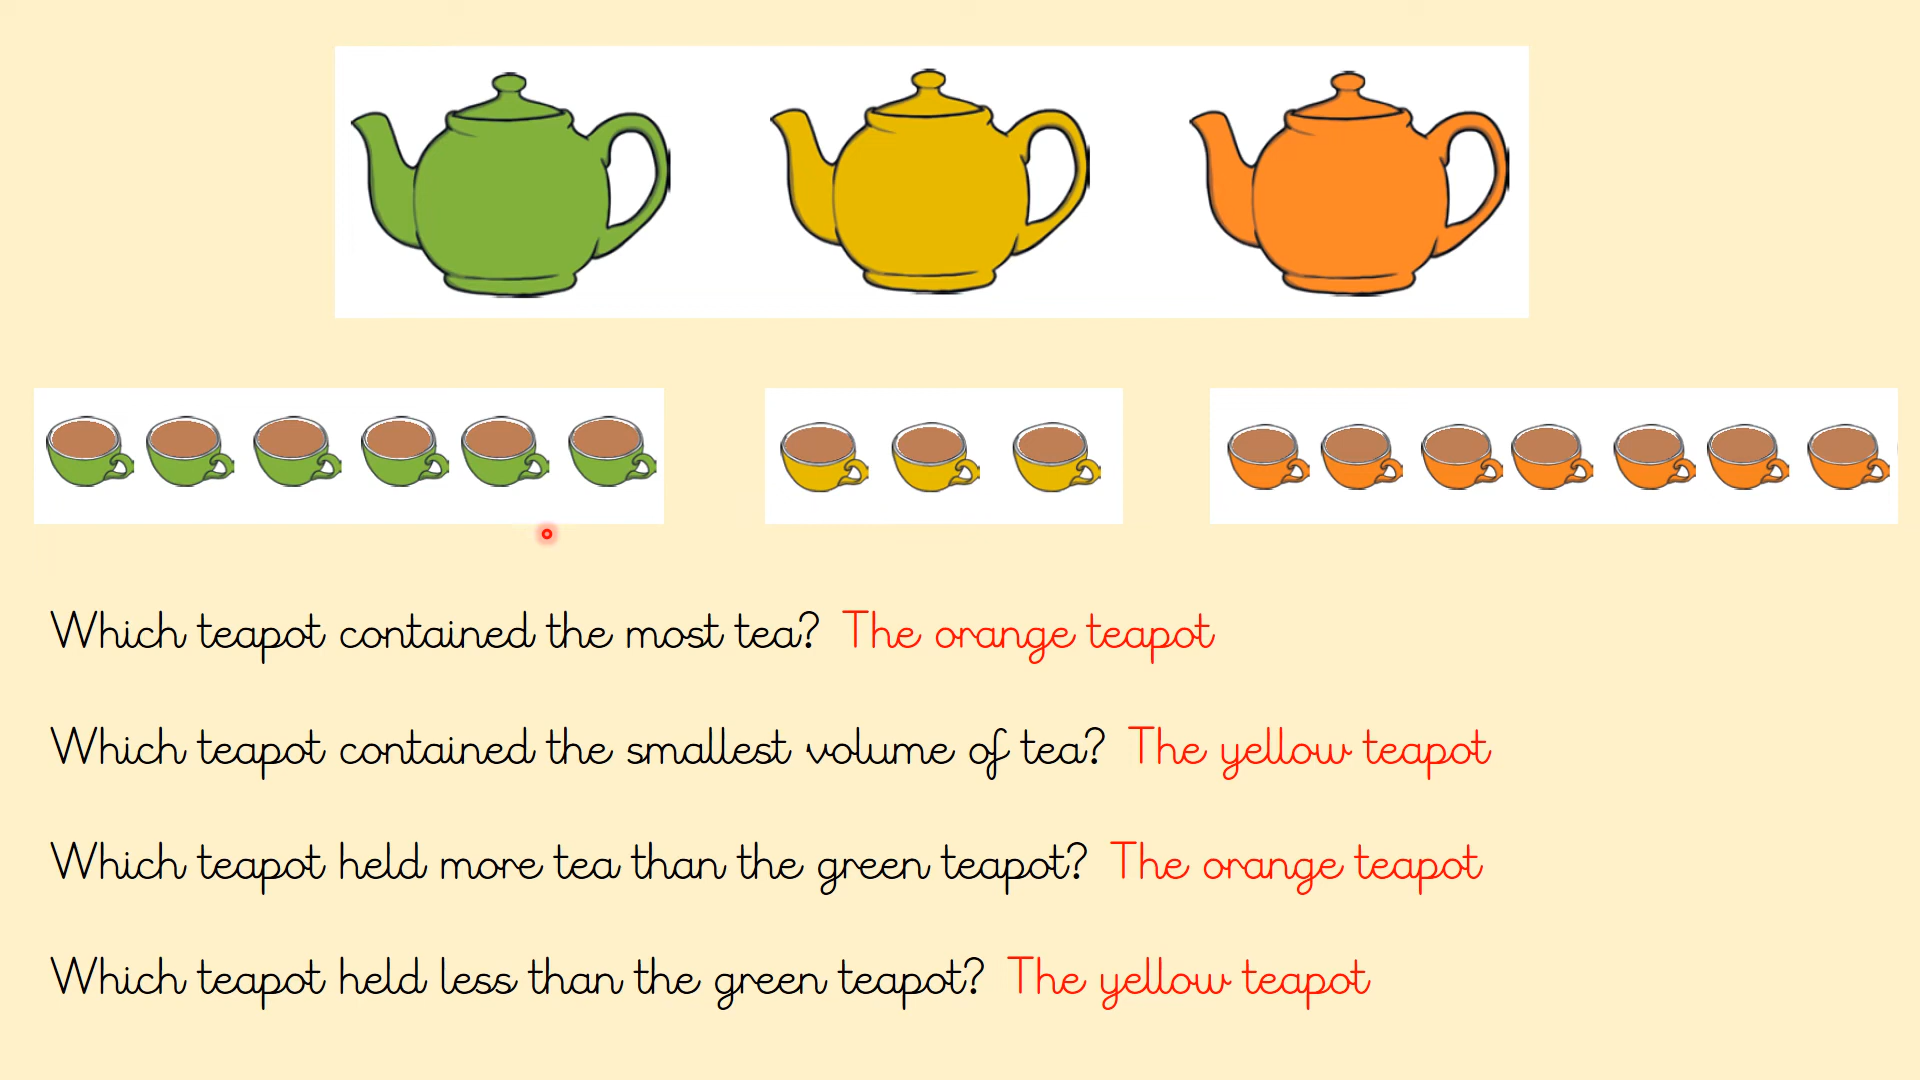 Which teapot contained the most tea? The orange teapot
Which teapot contained the smallest volume of tea? The yellow teapot
Which teapot held more tea than the green teapot? The orange teapot
Which teapot held less than the green teapot? The yellow teapot